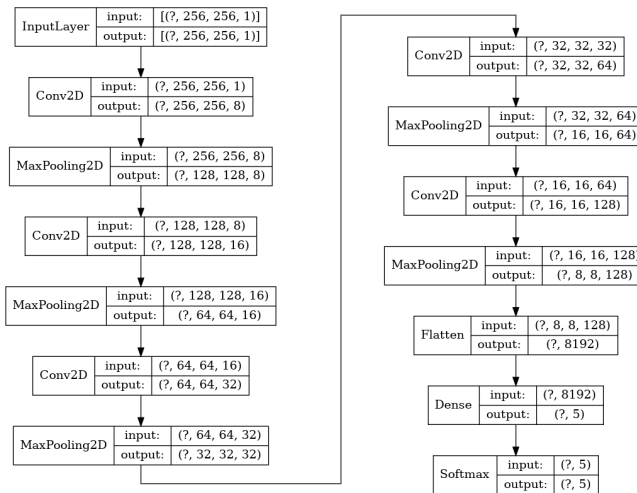 InputLayer
input: [(?, 256, 256, 1)]
output: [(?, 256, 256, 1)]
Conv2D
input: (?, 256, 256, 1)
output: (?, 256, 256, 8)
MaxPooling2D
input: (?, 256, 256, 8)
output: (?, 128, 128, 8)
Conv2D
input: (?, 128, 128, 8)
output: (?, 128, 128, 16)
MaxPooling2D
input: (?, 128, 128, 16)
output: (?, 64, 64, 16)
Conv2D
input: (?, 64, 64, 16)
output: (?, 64, 64, 32)
MaxPooling2D
input: (?, 64, 64, 32)
output: (?, 32, 32, 32)
Conv2D
input: (?, 32, 32, 32)
output: (?, 32, 32, 64)
MaxPooling2D
input: (?, 32, 32, 64)
output: (?, 16, 16, 64)
Conv2D
input: (?, 16, 16, 64)
output: (?, 16, 16, 128)
MaxPooling2D
input: (?, 16, 16, 128)
output: (?, 8, 8, 128)
Flatten
input: (?, 8, 8, 128)
output: (?, 8192)
Dense
input: (?, 8192)
output: (?, 5)
Softmax
input: (?, 5)
output: (?, 5)